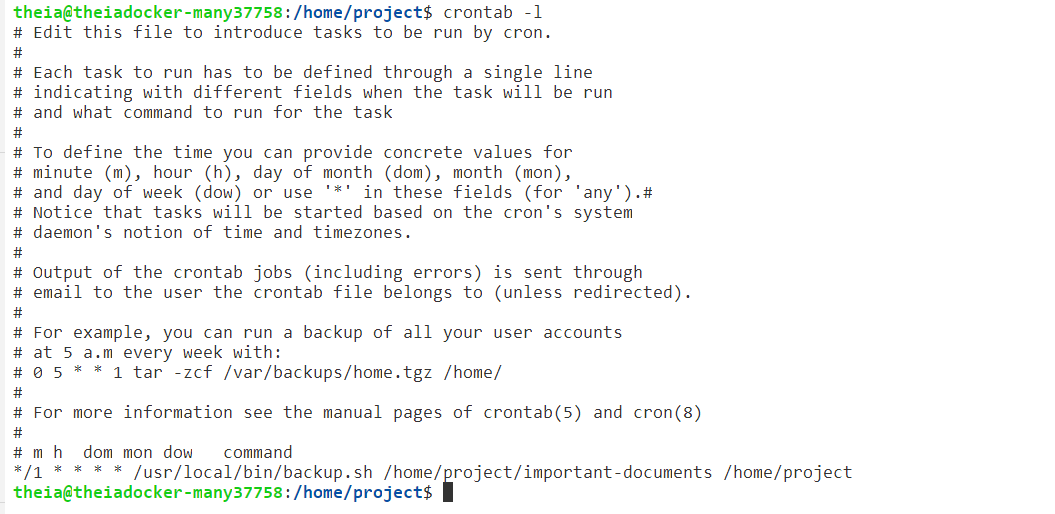 theia@theiadocker-many37758:/home/project$ crontab -l
# Edit this file to introduce tasks to be run by cron.
#
# Each task to run has to be defined through a single line
# indicating with different fields when the task will be run
# and what command to run for the task
#
# To define the time you can provide concrete values for
# minute (m), hour (h), day of month (dom), month (mon),
# and day of week (dow) or use '*' in these fields (for 'any').#
# Notice that tasks will be started based on the cron's system
# daemon's notion of time and timezones.
#
# Output of the crontab jobs (including errors) is sent through
# email to the user the crontab file belongs to (unless redirected).
#
# For example, you can run a backup of all your user accounts
# at 5 a.m every week with:
# 0 5 * * 1 tar -zcf /var/backups/home.tgz /home/
#
# For more information see the manual pages of crontab(5) and cron(8)
#
# m h  dom mon dow   command
*/1 * * * * /usr/local/bin/backup.sh /home/project/important-documents /home/project
theia@theiadocker-many37758:/home/project$